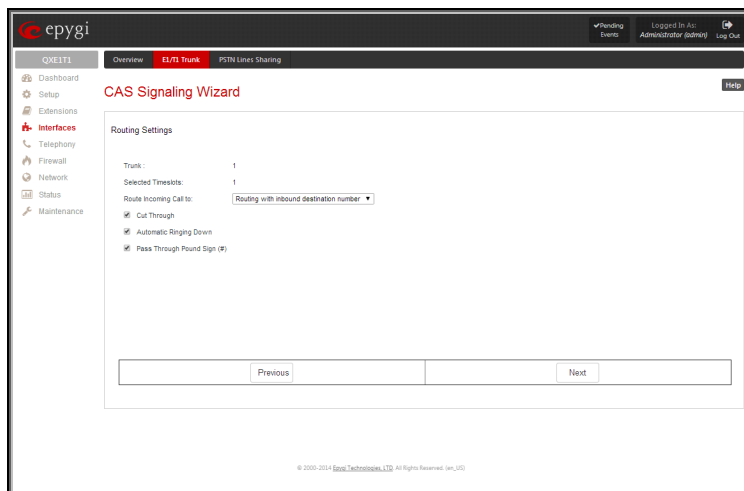 epygi
Pending Events
Logged In As:
Administrator (admin)
Log Out
QXE1T1
Overview
E1/T1 Trunk
PSTN Lines Sharing
Dashboard
Setup
Extensions
Interfaces
Telephony
Firewall
Network
Status
Maintenance
CAS Signaling Wizard
Help
Routing Settings
Trunk : 1
Selected Timeslots: 1
Route Incoming Call to: Routing with inbound destination number
Cut Through
Automatic Ringing Down
Pass Through Pound Sign (#)
Previous
Next
© 2000-2014 Epygi Technologies, LTD. All Rights Reserved. (en_US)